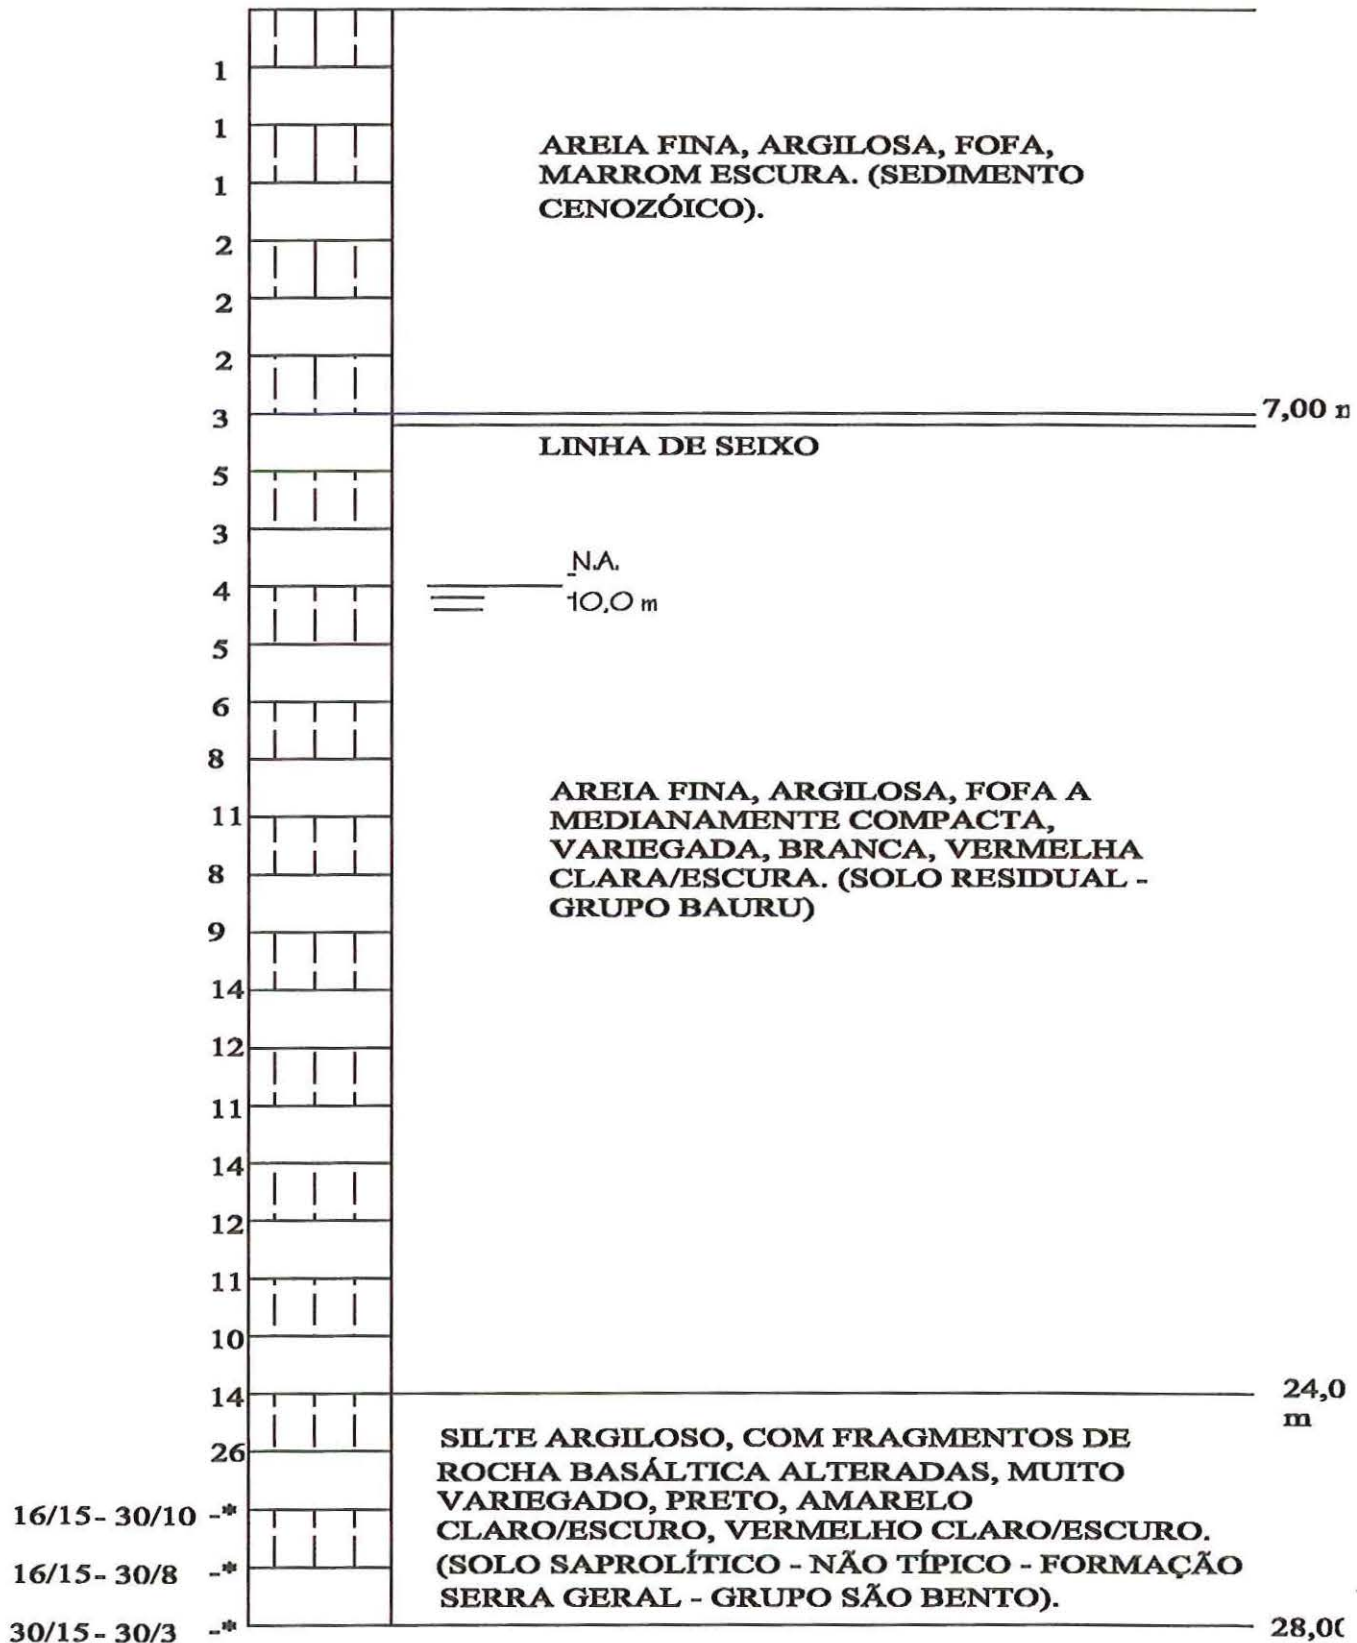 1
1
AREIA FINA, ARGILOSA, FOFA,
MARROM ESCURA. (SEDIMENTO
1
CENOZÓICO).
2
2
2
3
7,00 m
LINHA DE SEIXO
5
3
N.A.
4
10,0 m
5
6
8
AREIA FINA, ARGILOSA, FOFA A
11
MEDIANAMENTE COMPACTA,
VARIEGADA, BRANCA, VERMELHA
8
CLARA/ESCURA. (SOLO RESIDUAL -
GRUPO BAURU)
9
14
12
11
14
12
11
10
14
24,0
m
SILTE ARGILOSO, COM FRAGMENTOS DE
26
ROCHA BASÁLTICA ALTERADAS, MUITO
VARIEGADO, PRETO, AMARELO
16/15- 30/10 -*
CLARO/ESCURO, VERMELHO CLARO/ESCURO.
16/15- 30/8 -*
(SOLO SAPROLÍTICO - NÃO TÍPICO - FORMAÇÃO
SERRA GERAL - GRUPO SÃO BENTO).
30/15- 30/3 -*
28,00